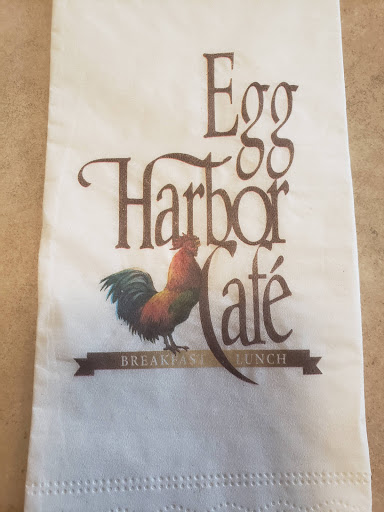 Egg
Harbor
Café
BREAKFAST LUNCH